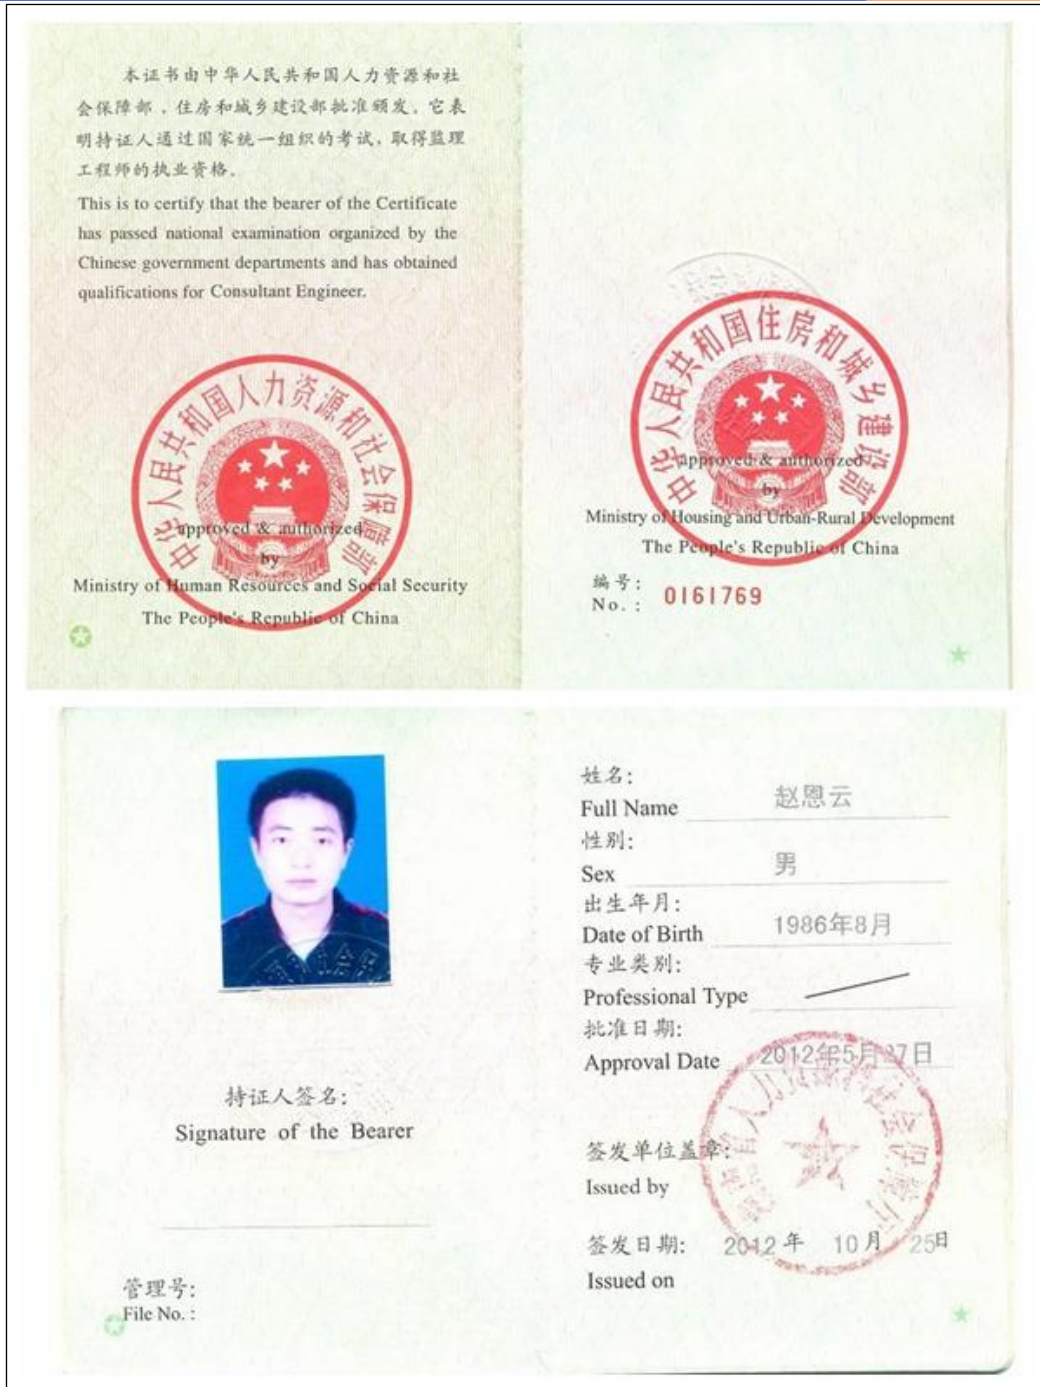 本证书由中华人民共和国人力资源和社
会保障部、住房和城乡建设部批准颁发。它表
明持证人通过国家统一组织的考试，取得监理
工程师的执业资格。
This is to certify that the bearer of the Certificate
has passed national examination organized by the
Chinese government departments and has obtained
qualifications for Consultant Engineer.
中华人民共和国人力资源和社会保障部
approved & authorized
by
Ministry of Human Resources and Social Security
The People's Republic of China
中华人民共和国住房和城乡建设部
approved & authorized
by
Ministry of Housing and Urban-Rural Development
The People's Republic of China
编号:
No.: 0161769
持证人签名:
Signature of the Bearer
管理号:
File No.:
姓名:
Full Name 赵恩云
性别:
Sex 男
出生年月:
Date of Birth 1986年8月
专业类别:
Professional Type
批准日期:
Approval Date 2012年5月27日
签发单位盖章:
Issued by
人力资源和社会保障厅
签发日期: 2012年 10月 25日
Issued on